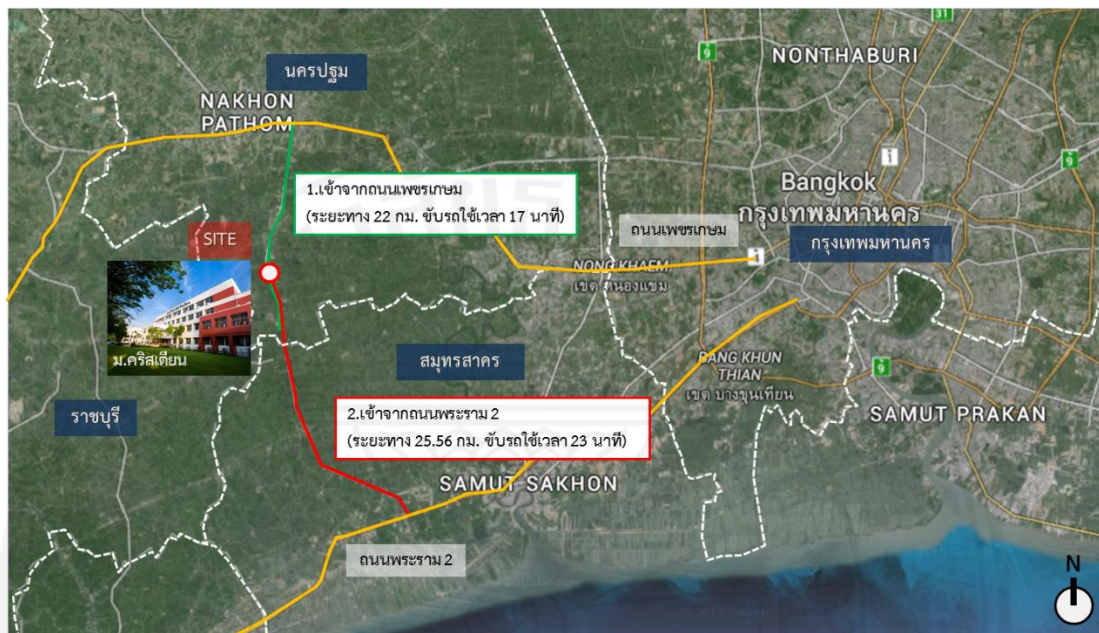 31
9
NONTHABURI
นครปฐม
NAKHON
PATHOM
9
1.เข้าจากถนนเพชรเกษม
(ระยะทาง 22 กม. ขับรถใช้เวลา 17 นาที)
Bangkok
กรุงเทพมหานคร
SITE
ถนนเพชรเกษม
กรุงเทพมหานคร
NONG KHAEM
เขต หนองแขม
ม.คริสเตียน
สมุทรสาคร
BANG KHUN
THIAN
เขต บางขุนเทียน
9
ราชบุรี
2.เข้าจากถนนพระราม 2
(ระยะทาง 25.56 กม. ขับรถใช้เวลา 23 นาที)
SAMUT PRAKAN
SAMUT SAKHON
ถนนพระราม 2
N